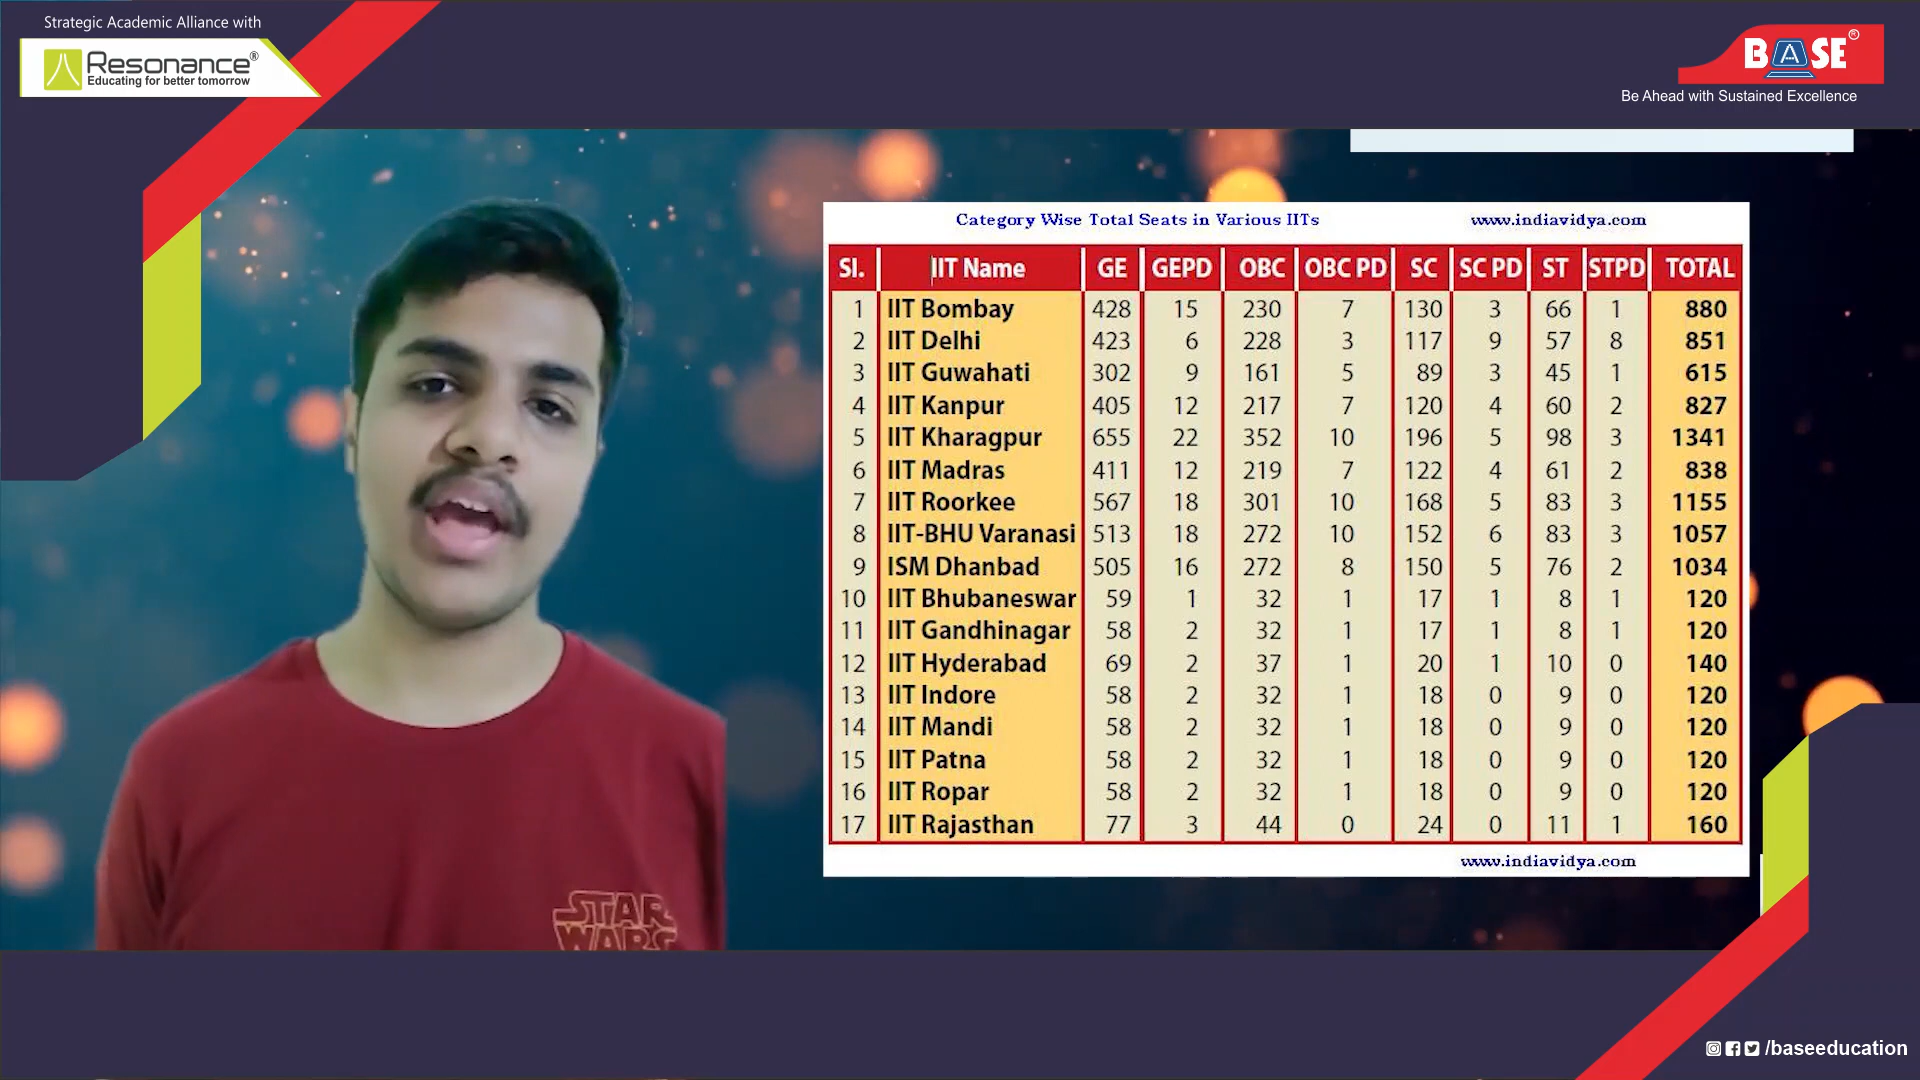 Strategic Academic Alliance with
Resonance®
Educating for better tomorrow
BASE®
Be Ahead with Sustained Excellence
Category Wise Total Seats in Various IITs www.indiavidya.com
Sl. IIT Name GE GEPD OBC OBC PD SC SC PD ST STPD TOTAL
1 IIT Bombay 428 15 230 7 130 3 66 1 880
2 IIT Delhi 423 6 228 3 117 9 57 8 851
3 IIT Guwahati 302 9 161 5 89 3 45 1 615
4 IIT Kanpur 405 12 217 7 120 4 60 2 827
5 IIT Kharagpur 655 22 352 10 196 5 98 3 1341
6 IIT Madras 411 12 219 7 122 4 61 2 838
7 IIT Roorkee 567 18 301 10 168 5 83 3 1155
8 IIT-BHU Varanasi 513 18 272 10 152 6 83 3 1057
9 ISM Dhanbad 505 16 272 8 150 5 76 2 1034
10 IIT Bhubaneswar 59 1 32 1 17 1 8 1 120
11 IIT Gandhinagar 58 2 32 1 17 1 8 1 120
12 IIT Hyderabad 69 2 37 1 20 1 10 0 140
13 IIT Indore 58 2 32 1 18 0 9 0 120
14 IIT Mandi 58 2 32 1 18 0 9 0 120
15 IIT Patna 58 2 32 1 18 0 9 0 120
16 IIT Ropar 58 2 32 1 18 0 9 0 120
17 IIT Rajasthan 77 3 44 0 24 0 11 1 160
www.indiavidya.com
STAR
WARS
/baseeducation